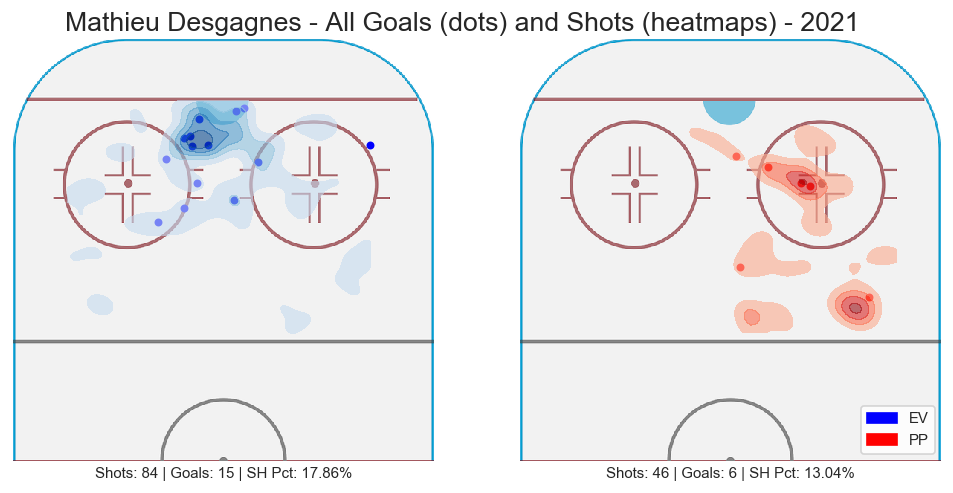 Mathieu Desgagnes - All Goals (dots) and Shots (heatmaps) - 2021
EV
PP
Shots: 84 | Goals: 15 | SH Pct: 17.86%
Shots: 46 | Goals: 6 | SH Pct: 13.04%